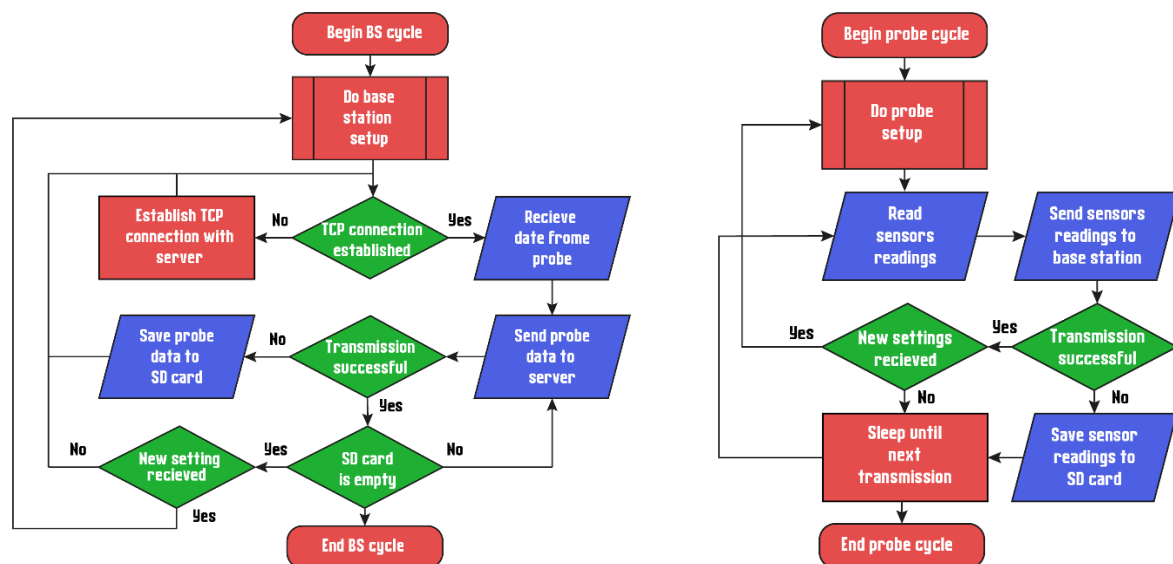 Begin BS cycle
Do base
station
setup
Establish TCP
connection with
server
No
TCP connection
established
Yes
Recieve
date frome
probe
Save probe
data to
SD card
No
Transmission
successful
Send probe
data to
server
Yes
No
New setting
recieved
Yes
SD card
is empty
No
Yes
End BS cycle
Begin probe cycle
Do probe
setup
Read
sensors
readings
Send sensors
readings to
base station
Yes
New settings
recieved
Yes
Transmission
successful
No
No
Sleep until
next
transmission
Save sensor
readings to
SD card
End probe cycle